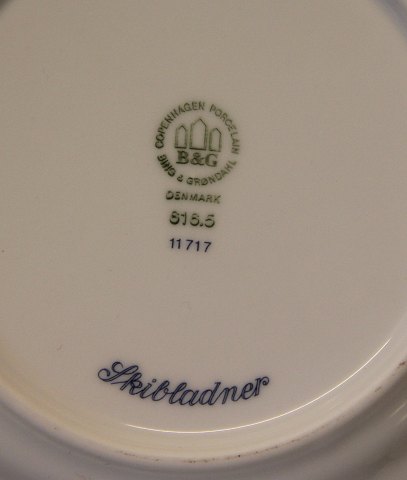 COPENHAGEN PORCELAIN
B&G
BING & GRØNDAHL
DENMARK
616.5
11717
Skibladner